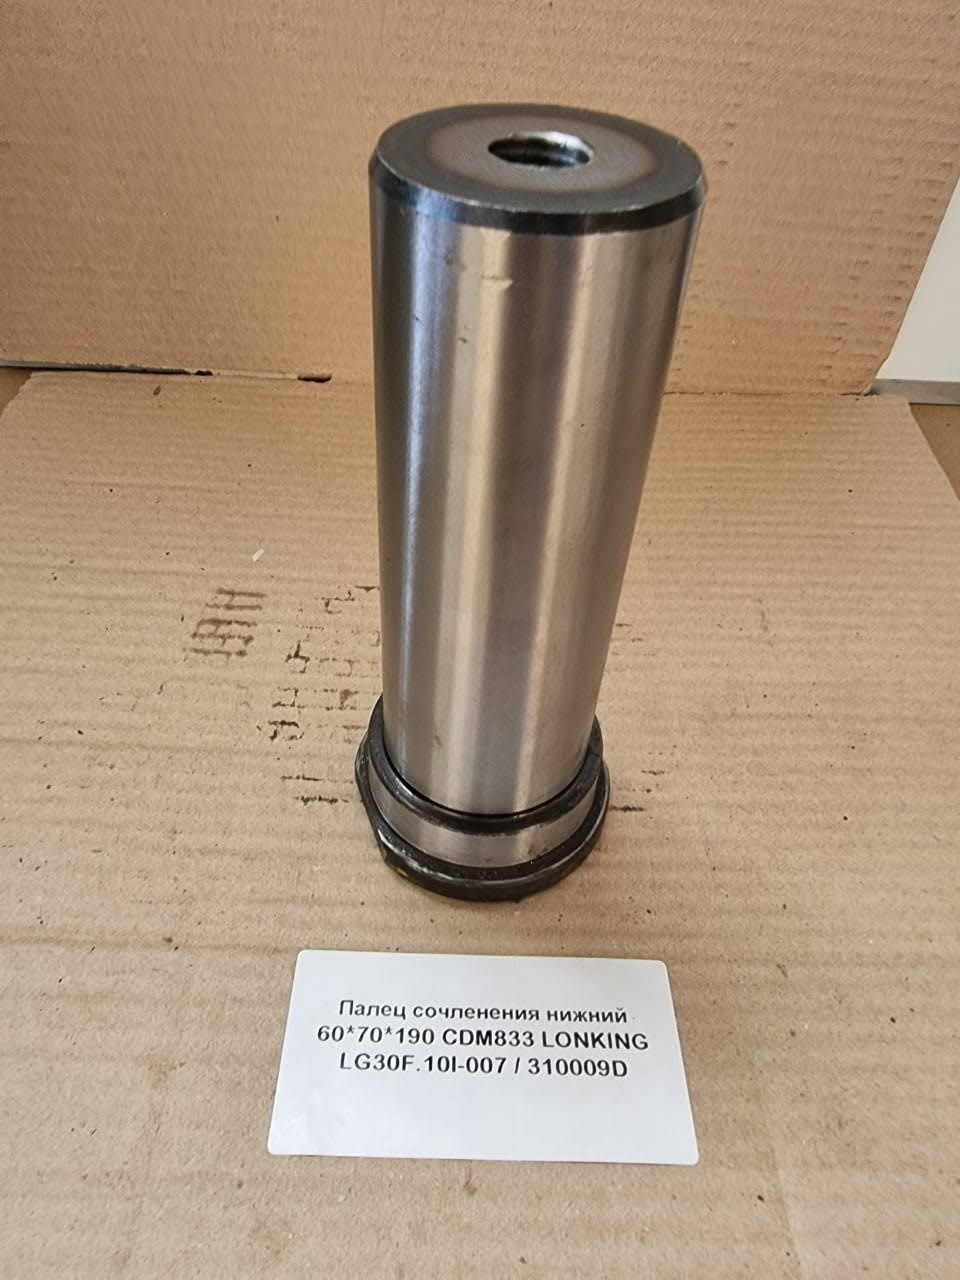 Палец сочленения нижний
60*70*190 CDM833 LONKING
LG30F.10I-007 / 310009D